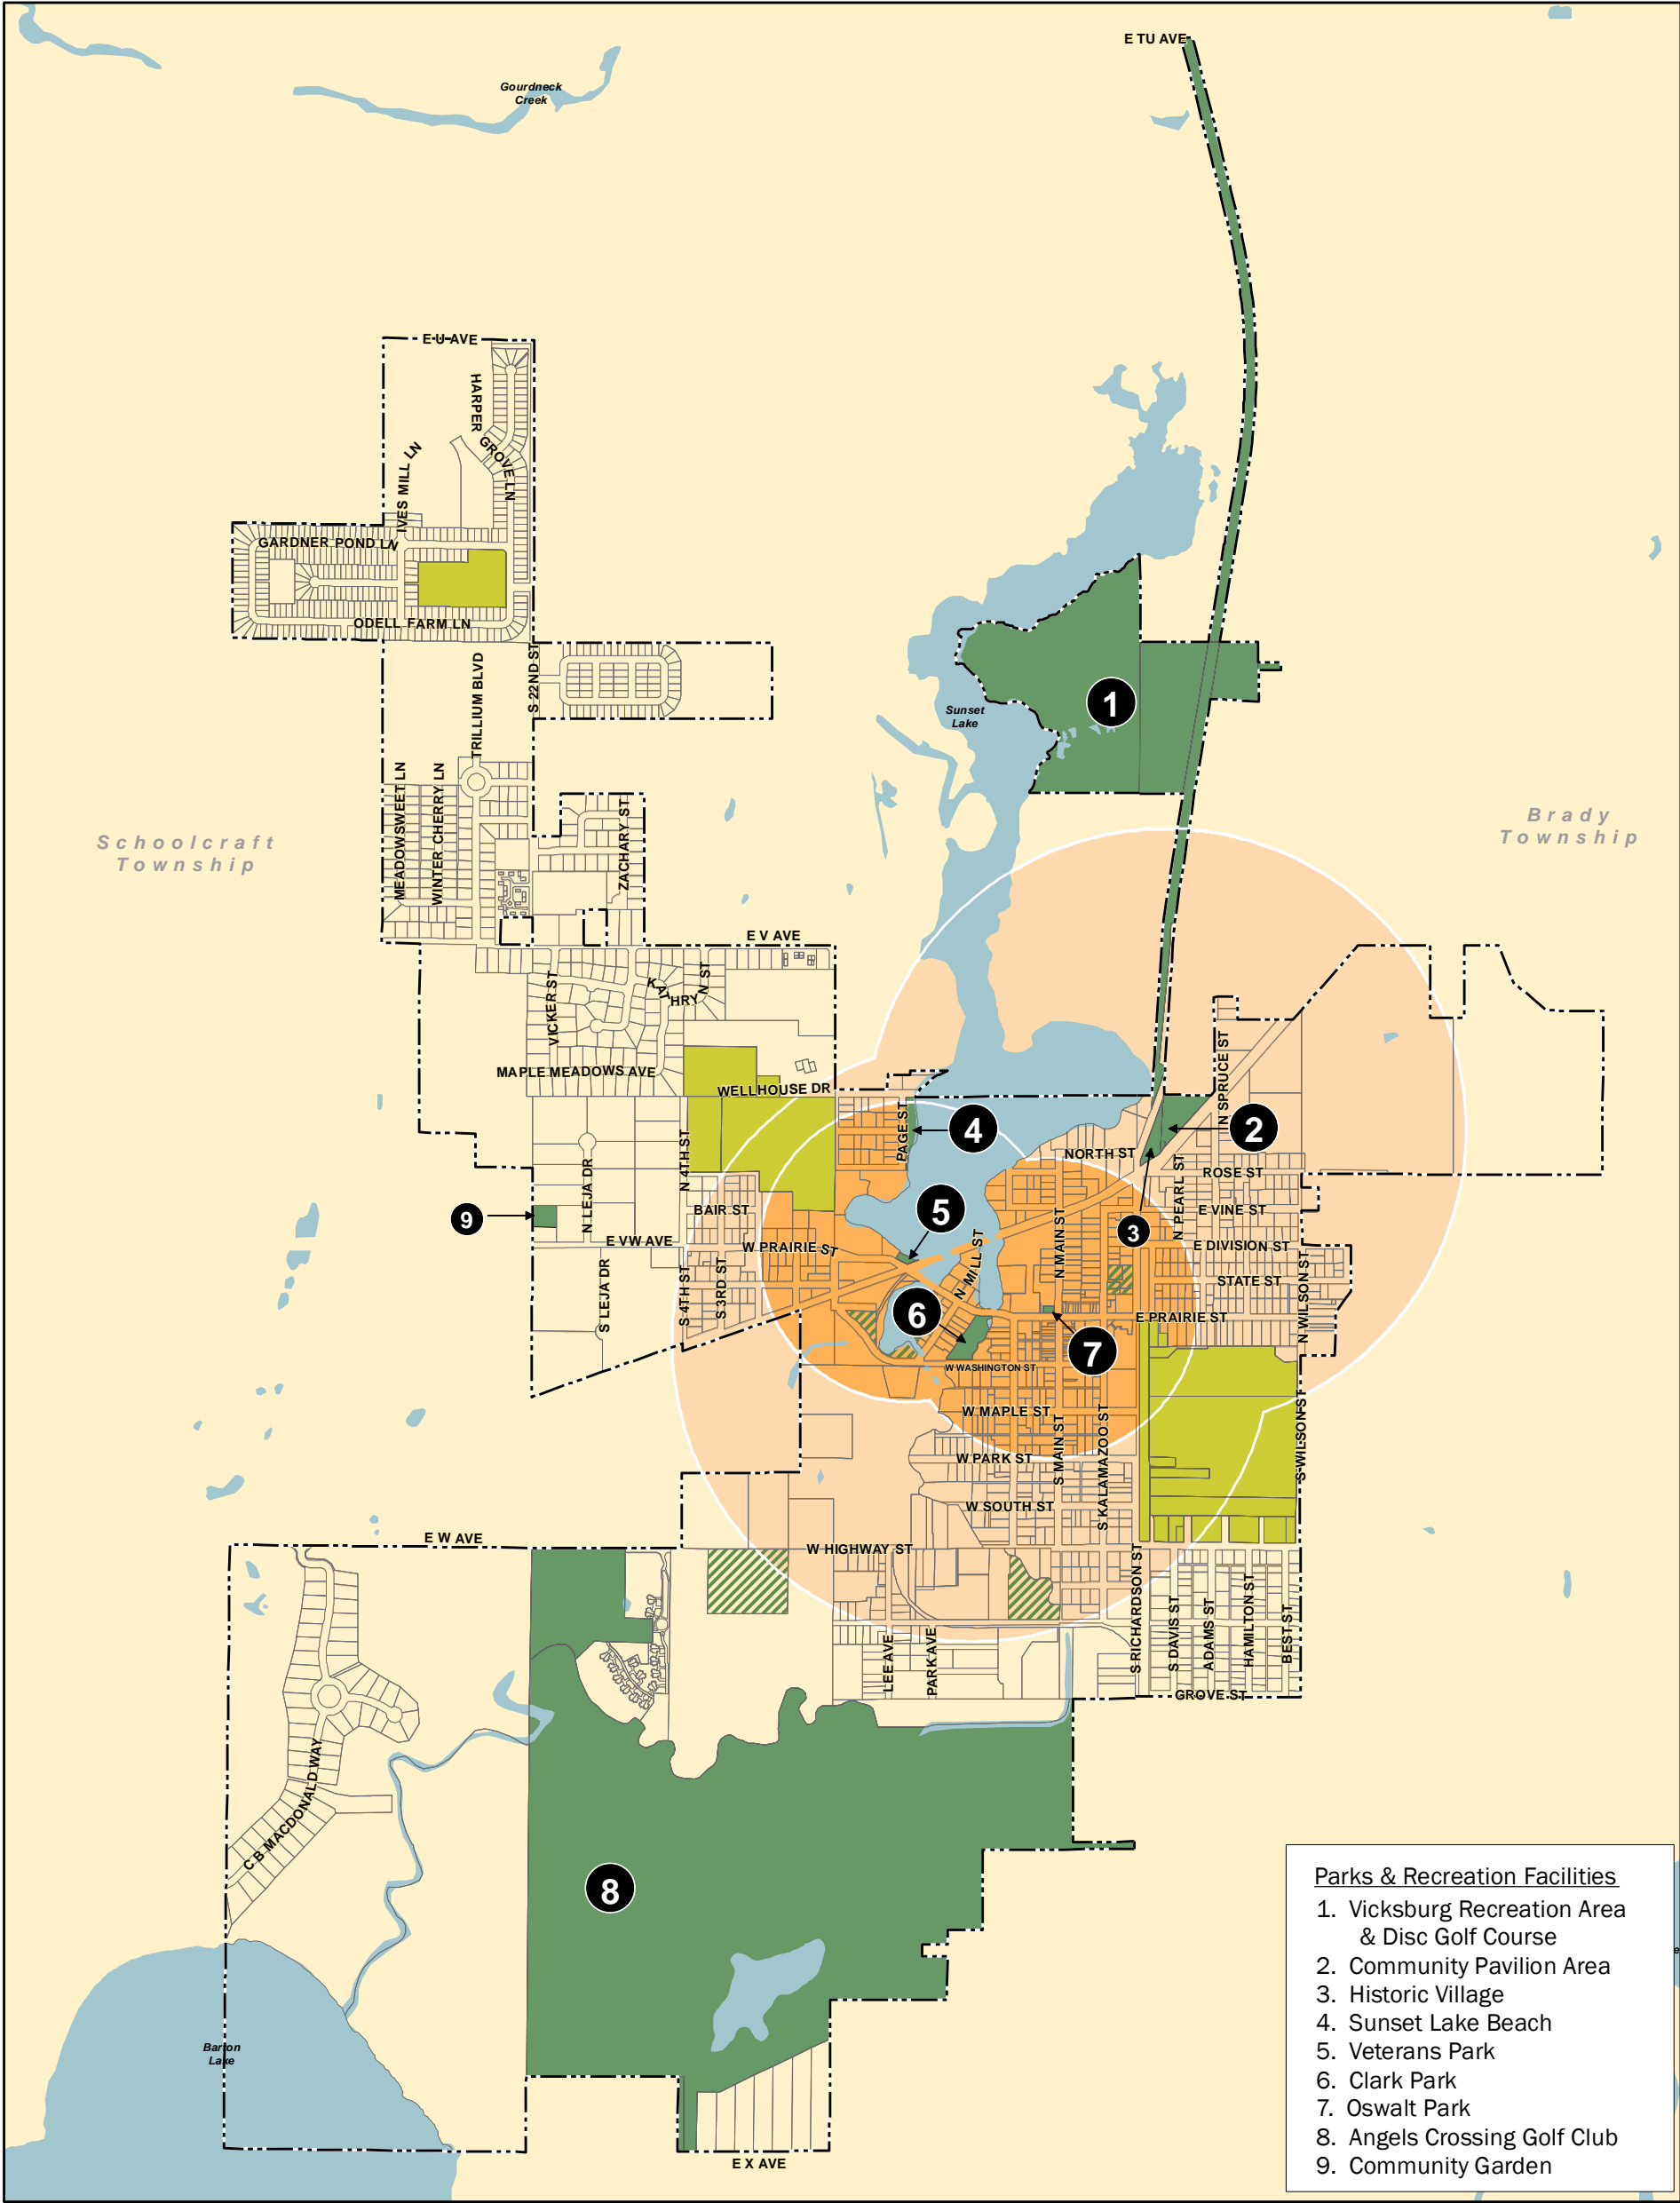 E TU AVE
Gourdneck
Creek
E U AVE
HARPER
GROVE LN
IVES MILL LN
GARDNER POND LN
ODELL FARM LN
S 22ND ST
TRILLIUM BLVD
Sunset
Lake
1
MEADOWSWEET LN
WINTER CHERRY LN
ZACHARY ST
Schoolcraft
Township
Brady
Township
E V AVE
VICKER ST
KATHRYN ST
MAPLE MEADOWS AVE
WELLHOUSE DR
N SPRUCE ST
PAGE ST
4
2
NORTH ST
N 4TH ST
N LEJA DR
ROSE ST
N PEARL ST
BAIR ST
5
9
3
E VINE ST
E VW AVE
W PRAIRIE ST
N MILL ST
N MAIN ST
E DIVISION ST
STATE ST
S LEJA DR
S 4TH ST
S 3RD ST
N WILSON ST
6
E PRAIRIE ST
7
W WASHINGTON ST
W MAPLE ST
S MAIN ST
S KALAMAZOO ST
S WILSON ST
W PARK ST
W SOUTH ST
E W AVE
W HIGHWAY ST
S RICHARDSON ST
S DAVIS ST
ADAMS ST
HAMILTON ST
BEST ST
LEE AVE
PARK AVE
GROVE ST
C B MACDONALD WAY
8
Barton
Lake
E X AVE
Parks & Recreation Facilities
1. Vicksburg Recreation Area
& Disc Golf Course
2. Community Pavilion Area
3. Historic Village
4. Sunset Lake Beach
5. Veterans Park
6. Clark Park
7. Oswalt Park
8. Angels Crossing Golf Club
9. Community Garden